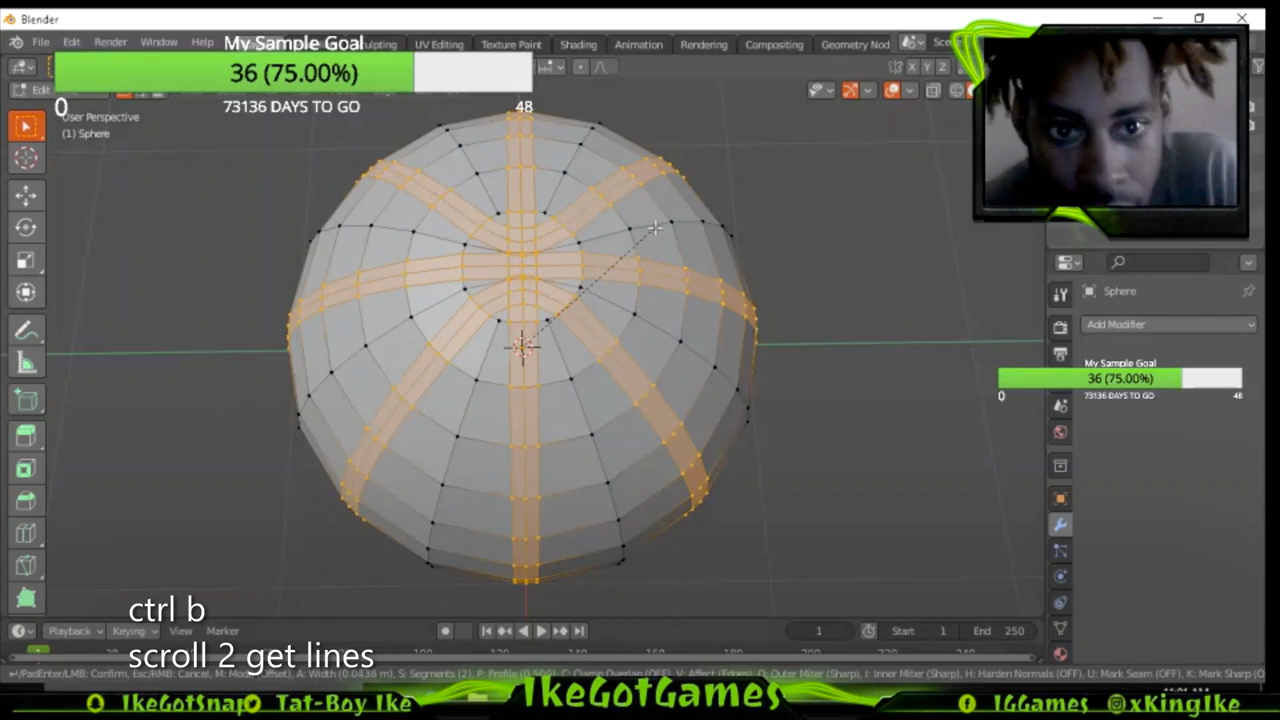 Blender
File Edit Render Window Help
UV Editing Texture Paint Shading Animation Rendering Compositing Geometry Nod
My Sample Goal
36 (75.00%)
0 73136 DAYS TO GO 48
Edit
User Perspective
(1) Sphere
X Y Z
Sphere
Add Modifier
My Sample Goal
36 (75.00%)
0 73136 DAYS TO GO 48
ctrl b
scroll 2 get lines
Playback Keying View Marker
1 Start 1 End 250
IkeGotSnap Tat-Boy Ike IkeGotGames IGGames xKingIke